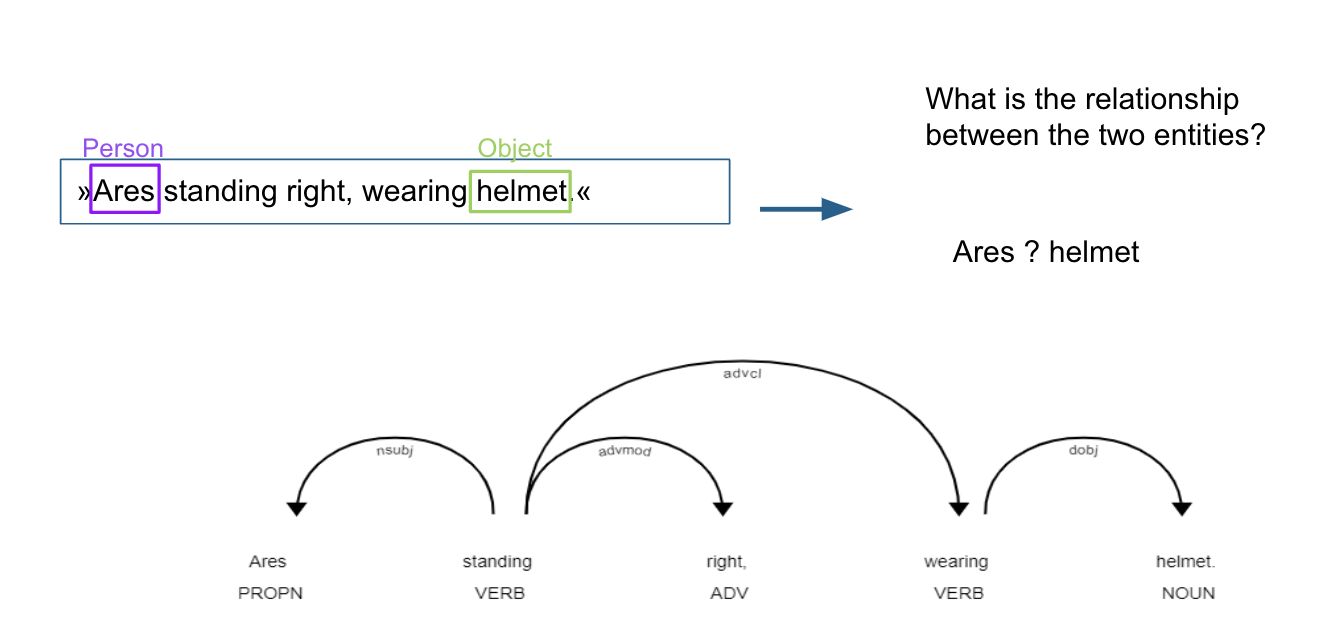 What is the relationship
between the two entities?
Person Object
»Ares standing right, wearing helmet.«
Ares ? helmet
advcl
nsubj advmod dobj
Ares standing right, wearing helmet.
PROPN VERB ADV VERB NOUN